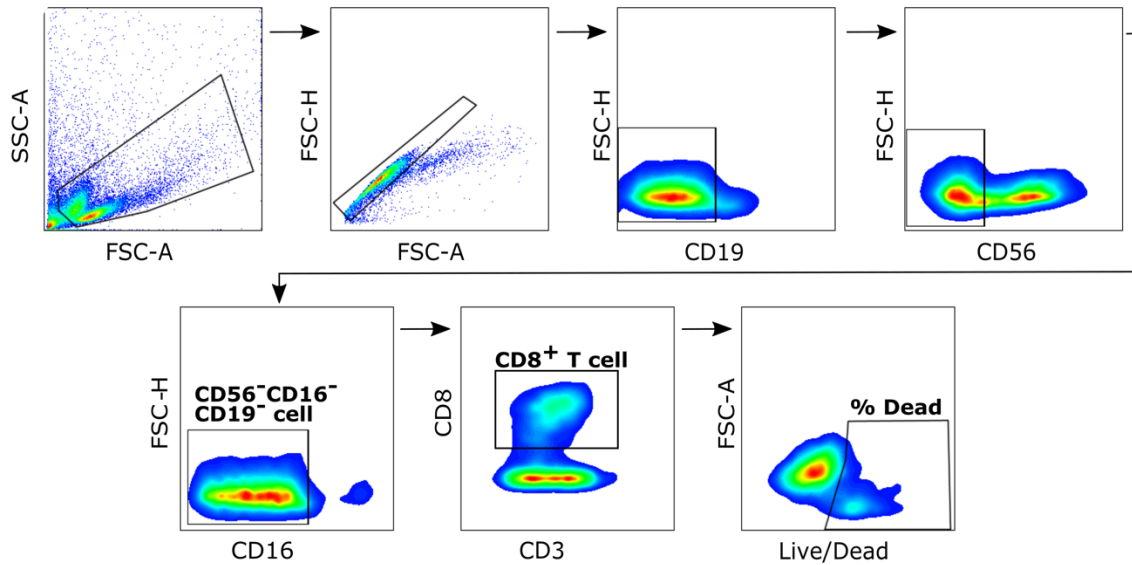 SSC-A
FSC-A
FSC-H
FSC-A
FSC-H
CD19
FSC-H
CD56
FSC-H
CD56⁻CD16⁻
CD19⁻ cell
CD16
CD8
CD8⁺ T cell
CD3
FSC-A
% Dead
Live/Dead